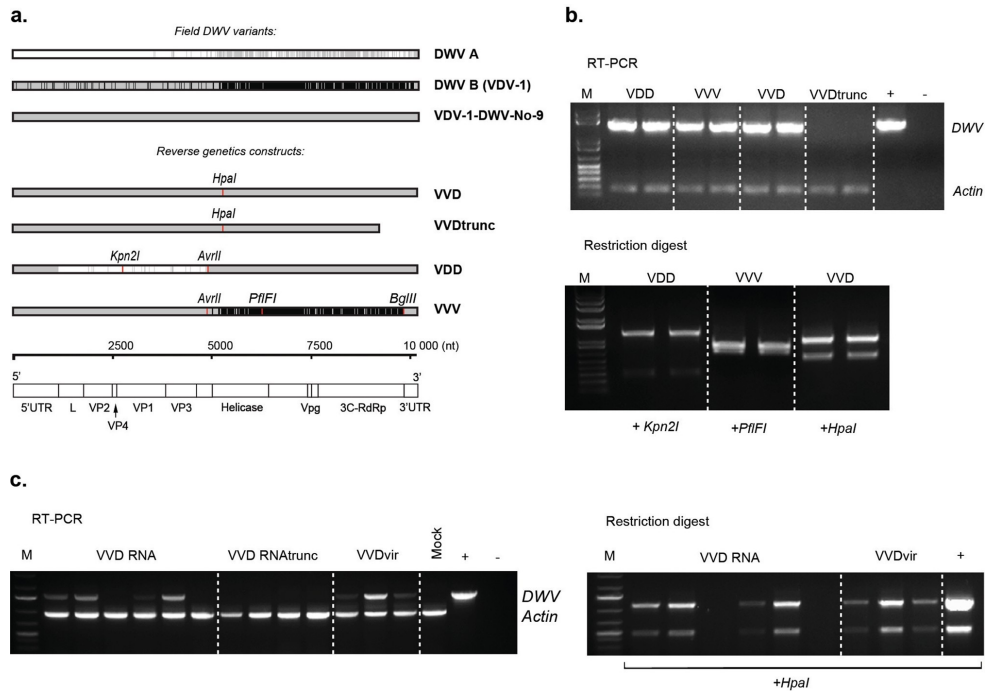 a.
Field DWV variants:
DWV A
DWV B (VDV-1)
VDV-1-DWV-No-9
Reverse genetics constructs:
HpaI
VVD
HpaI
VVDtrunc
Kpn2I AvrII
VDD
AvrII PflFI BglII
VVV
2500 5000 7500 10 000 (nt)
5' 3'
5'UTR L VP2 VP1 VP3 Helicase Vpg 3C-RdRp 3'UTR
VP4
b.
RT-PCR
M VDD VVV VVD VVDtrunc + -
DWV
Actin
Restriction digest
M VDD VVV VVD
+ Kpn2I +PflFI +HpaI
c.
RT-PCR
M VVD RNA VVD RNAtrunc VVDvir Mock + -
DWV
Actin
Restriction digest
M VVD RNA VVDvir +
+HpaI